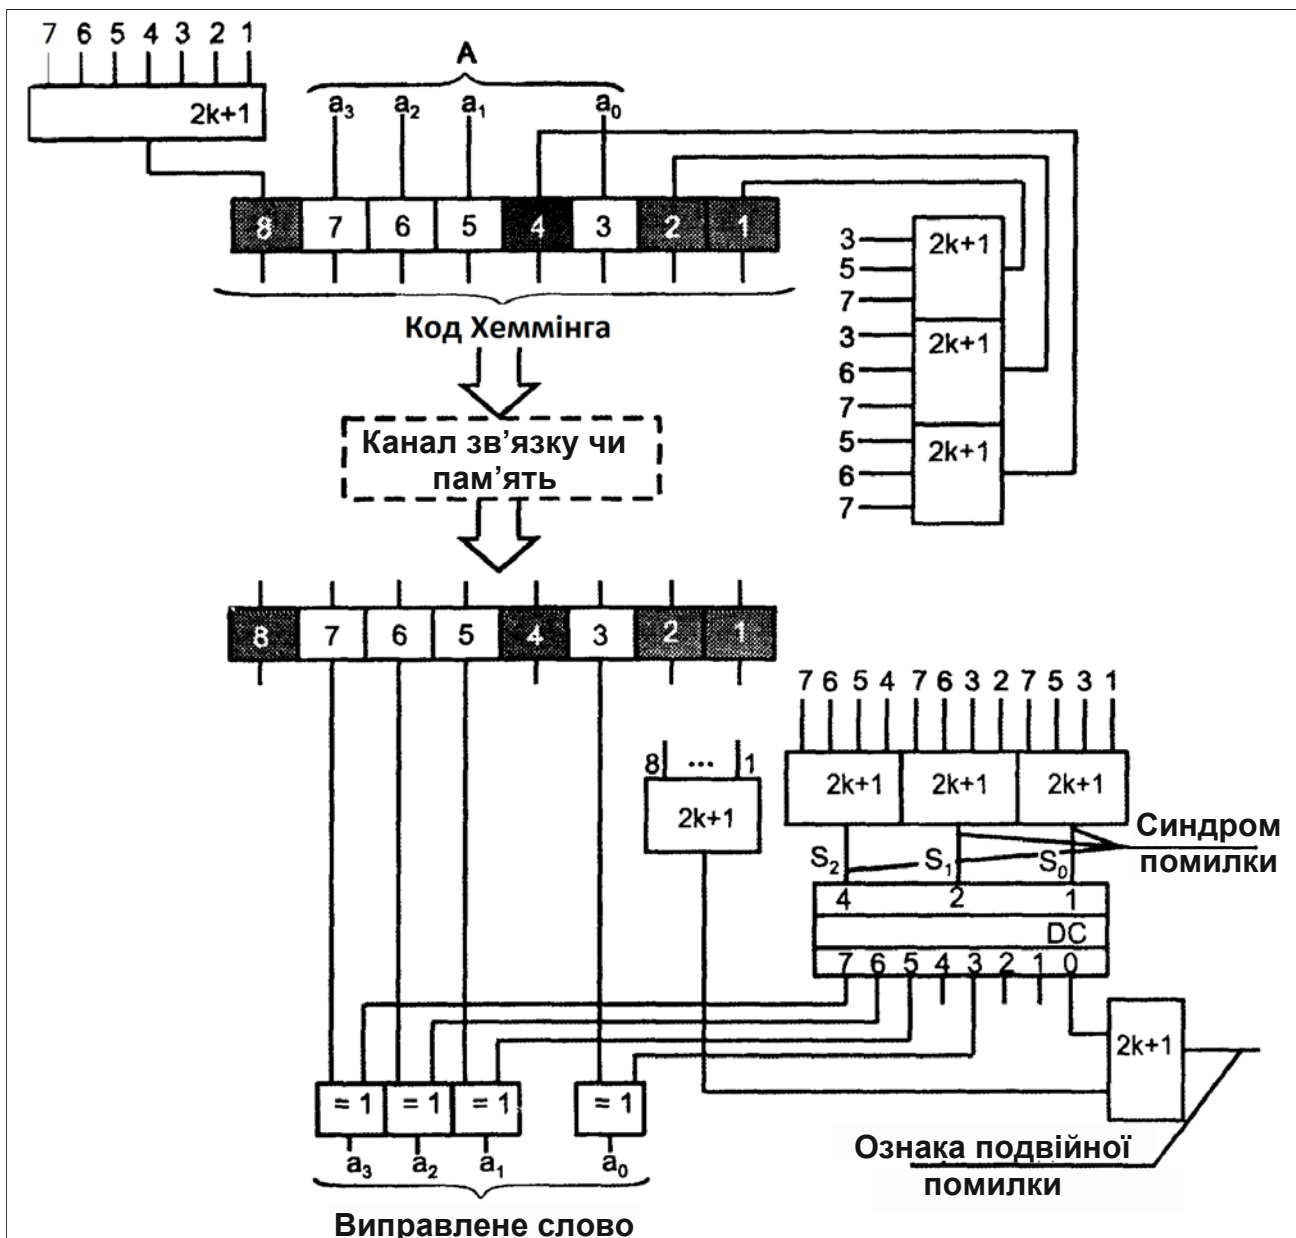 7 6 5 4 3 2 1
2k+1
A
a₃ a₂ a₁ a₀
8 7 6 5 4 3 2 1
Код Хеммінга
3
5
7
2k+1
3
6
7
2k+1
5
6
7
2k+1
Канал зв’язку чи
пам’ять
8 7 6 5 4 3 2 1
7 6 5 4 7 6 3 2 7 5 3 1
2k+1 2k+1 2k+1
8 ... 1
2k+1
Синдром
помилки
S₂ S₁ S₀
4 2 1
DC
7 6 5 4 3 2 1 0
2k+1
= 1 = 1 = 1 = 1
a₃ a₂ a₁ a₀
Ознака подвійної
помилки
Виправлене слово